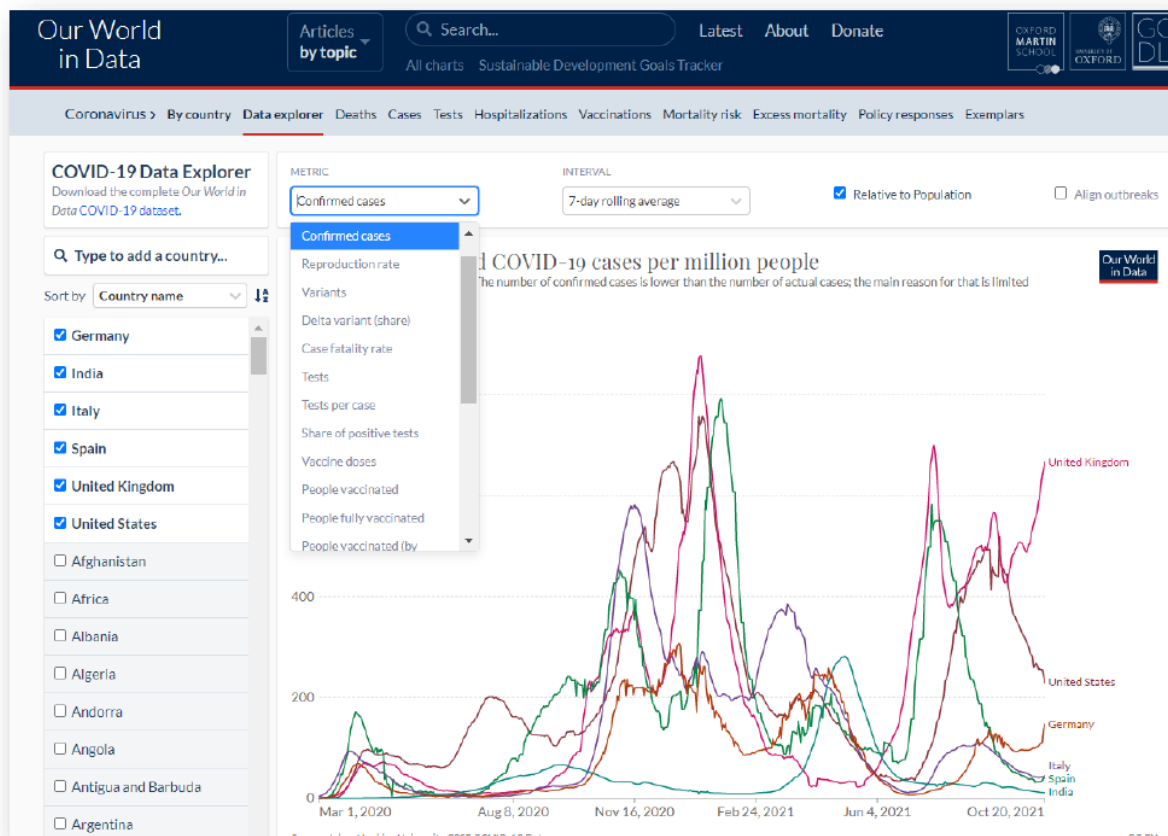 Our World
in Data
Articles
by topic
Search...
Latest
About
Donate
All charts
Sustainable Development Goals Tracker
OXFORD
MARTIN
SCHOOL
UNIVERSITY OF
OXFORD
Coronavirus > By country Data explorer Deaths Cases Tests Hospitalizations Vaccinations Mortality risk Excess mortality Policy responses Exemplars
COVID-19 Data Explorer
Download the complete Our World in
Data COVID-19 dataset.
METRIC
Confirmed cases
INTERVAL
7-day rolling average
Relative to Population
Align outbreaks
Type to add a country...
Sort by Country name
Germany
India
Italy
Spain
United Kingdom
United States
Afghanistan
Africa
Albania
Algeria
Andorra
Angola
Antigua and Barbuda
Argentina
Confirmed cases
Reproduction rate
Variants
Delta variant (share)
Case fatality rate
Tests
Tests per case
Share of positive tests
Vaccine doses
People vaccinated
People fully vaccinated
People vaccinated (by
COVID-19 cases per million people
The number of confirmed cases is lower than the number of actual cases; the main reason for that is limited
Our World
in Data
400
200
0
United Kingdom
United States
Germany
Italy
Spain
India
Mar 1, 2020
Aug 8, 2020
Nov 16, 2020
Feb 24, 2021
Jun 4, 2021
Oct 20, 2021